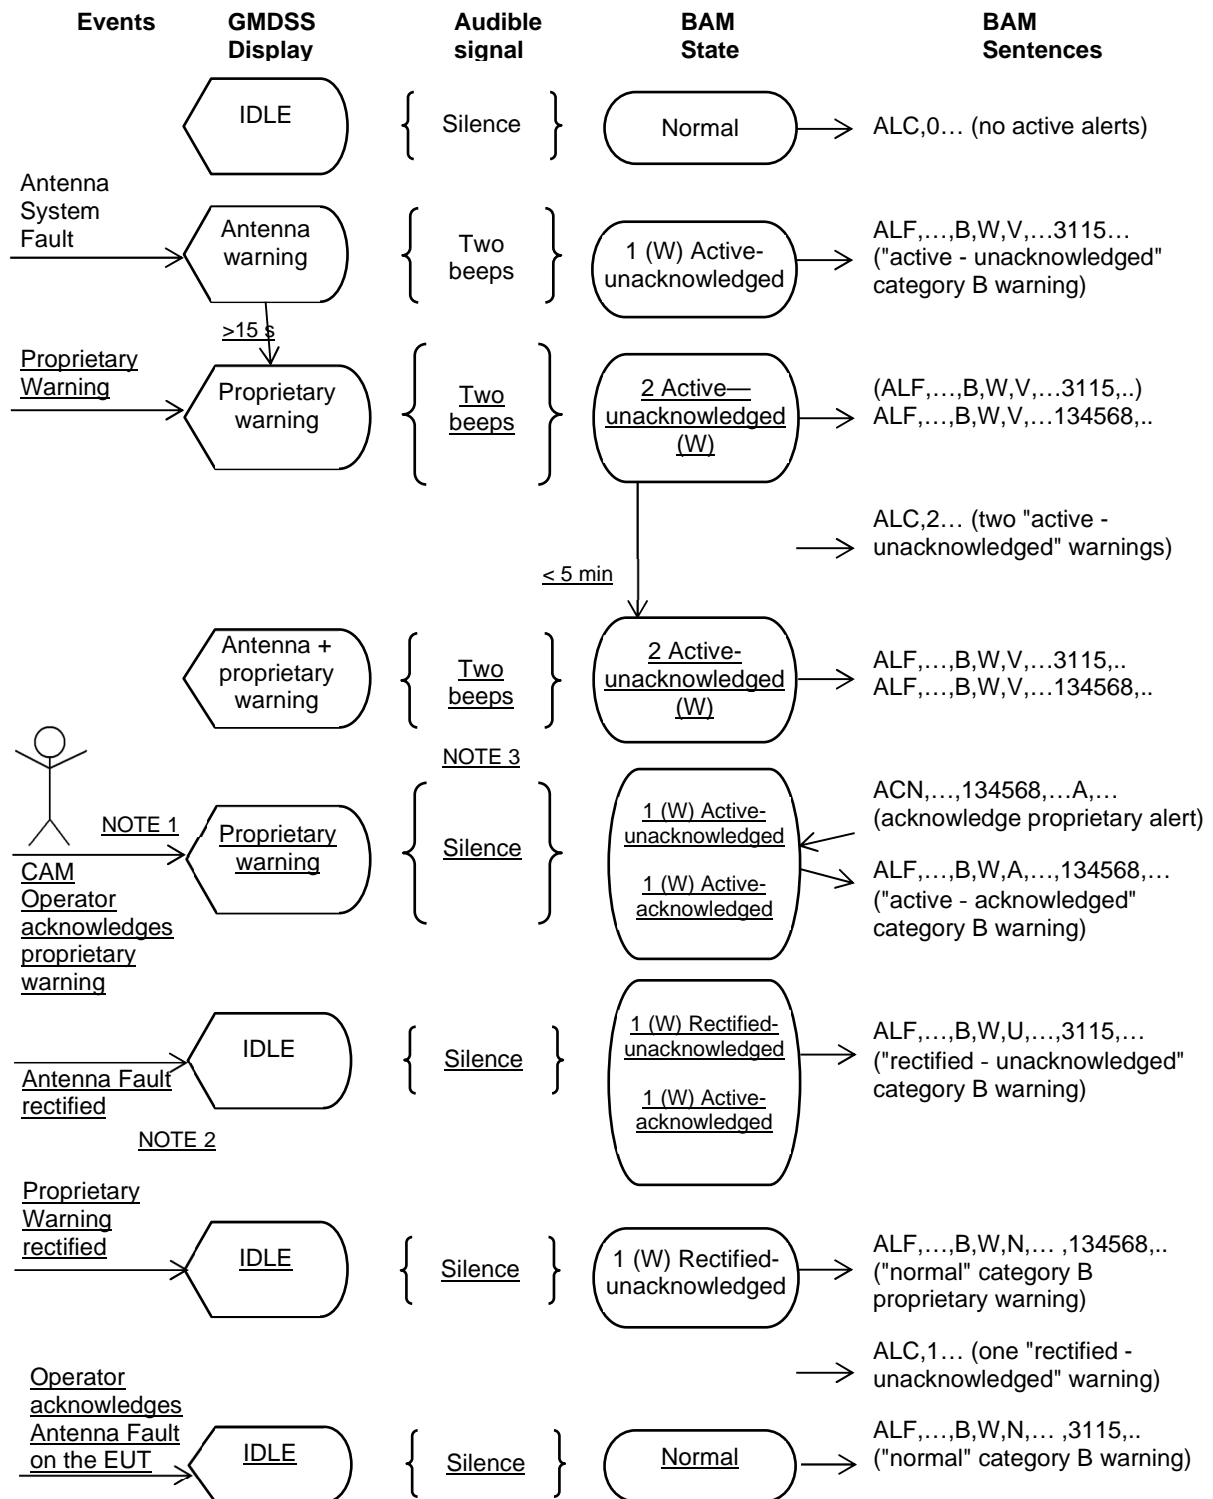 Events GMDSS Audible BAM BAM
Display signal State Sentences
IDLE
Silence
Normal
ALC,0… (no active alerts)
Antenna
System
Fault
Antenna
warning
Two
beeps
1 (W) Active-
unacknowledged
ALF,…,B,W,V,…3115…
("active - unacknowledged"
category B warning)
>15 s
Proprietary
Warning
Proprietary
warning
Two
beeps
2 Active—
unacknowledged
(W)
(ALF,…,B,W,V,…3115,..)
ALF,…,B,W,V,…134568,..
ALC,2… (two "active -
unacknowledged" warnings)
< 5 min
Antenna +
proprietary
warning
Two
beeps
2 Active-
unacknowledged
(W)
ALF,…,B,W,V,…3115,..
ALF,…,B,W,V,…134568,..
NOTE 3
NOTE 1
CAM
Operator
acknowledges
proprietary
warning
Proprietary
warning
Silence
1 (W) Active-
unacknowledged
1 (W) Active-
acknowledged
ACN,…,134568,…A,…
(acknowledge proprietary alert)
ALF,…,B,W,A,…,134568,…
("active - acknowledged"
category B warning)
Antenna Fault
rectified
NOTE 2
IDLE
Silence
1 (W) Rectified-
unacknowledged
1 (W) Active-
acknowledged
ALF,…,B,W,U,…,3115,…
("rectified - unacknowledged"
category B warning)
Proprietary
Warning
rectified
IDLE
Silence
1 (W) Rectified-
unacknowledged
ALF,…,B,W,N,… ,134568,..
("normal" category B
proprietary warning)
ALC,1… (one "rectified -
unacknowledged" warning)
Operator
acknowledges
Antenna Fault
on the EUT
IDLE
Silence
Normal
ALF,…,B,W,N,… ,3115,..
("normal" category B warning)